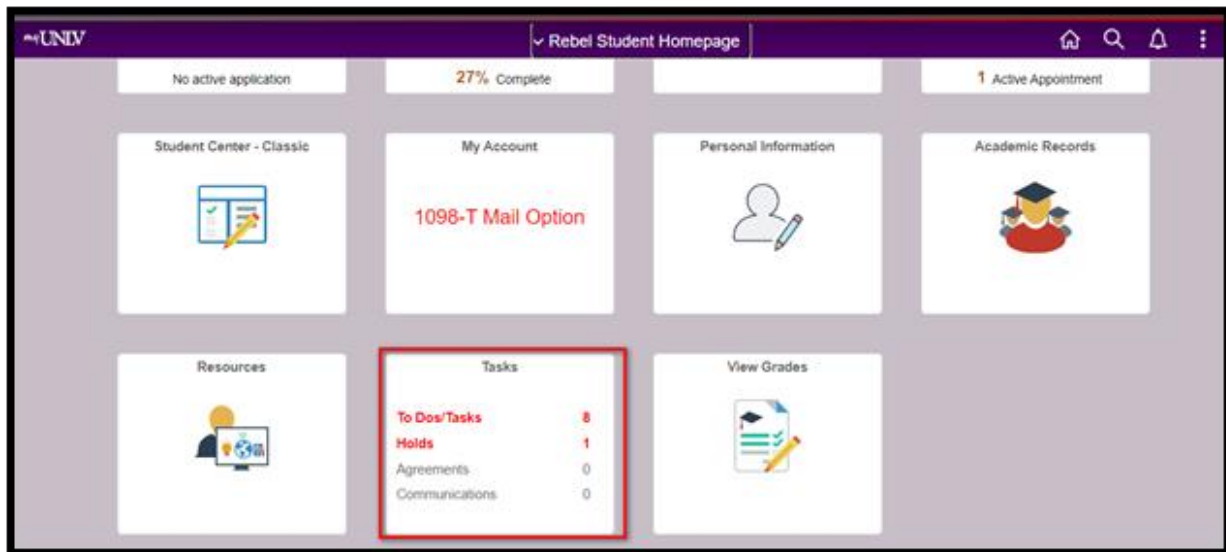 myUNLV
Rebel Student Homepage
No active application
27% Complete
1 Active Appointment
Student Center - Classic
My Account
Personal Information
Academic Records
1098-T Mail Option
Resources
Tasks
View Grades
To Dos/Tasks 8
Holds 1
Agreements 0
Communications 0